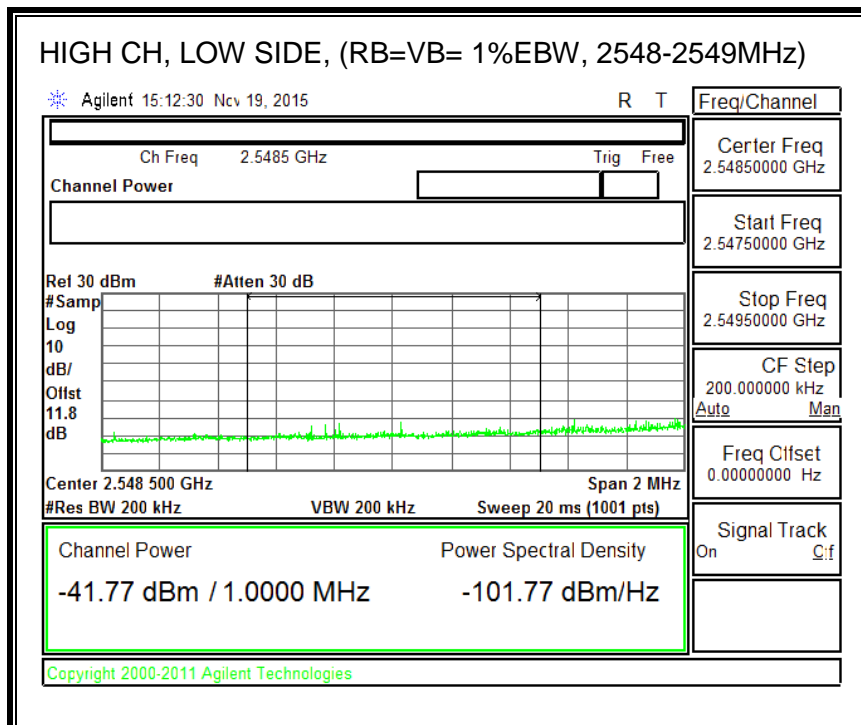 HIGH CH, LOW SIDE, (RB=VB= 1%EBW, 2548-2549MHz)
Agilent 15:12:30 Nov 19, 2015 R T
Freq/Channel
Ch Freq 2.5485 GHz Trig Free
Channel Power
Center Freq
2.54850000 GHz
Start Freq
2.54750000 GHz
Stop Freq
2.54950000 GHz
CF Step
200.000000 kHz
Auto Man
Freq Offset
0.00000000 Hz
Signal Track
On Off
Ref 30 dBm #Atten 30 dB
#Samp
Log
10
dB/
Offst
11.8
dB
Center 2.548 500 GHz Span 2 MHz
#Res BW 200 kHz VBW 200 kHz Sweep 20 ms (1001 pts)
Channel Power Power Spectral Density
-41.77 dBm / 1.0000 MHz -101.77 dBm/Hz
Copyright 2000-2011 Agilent Technologies